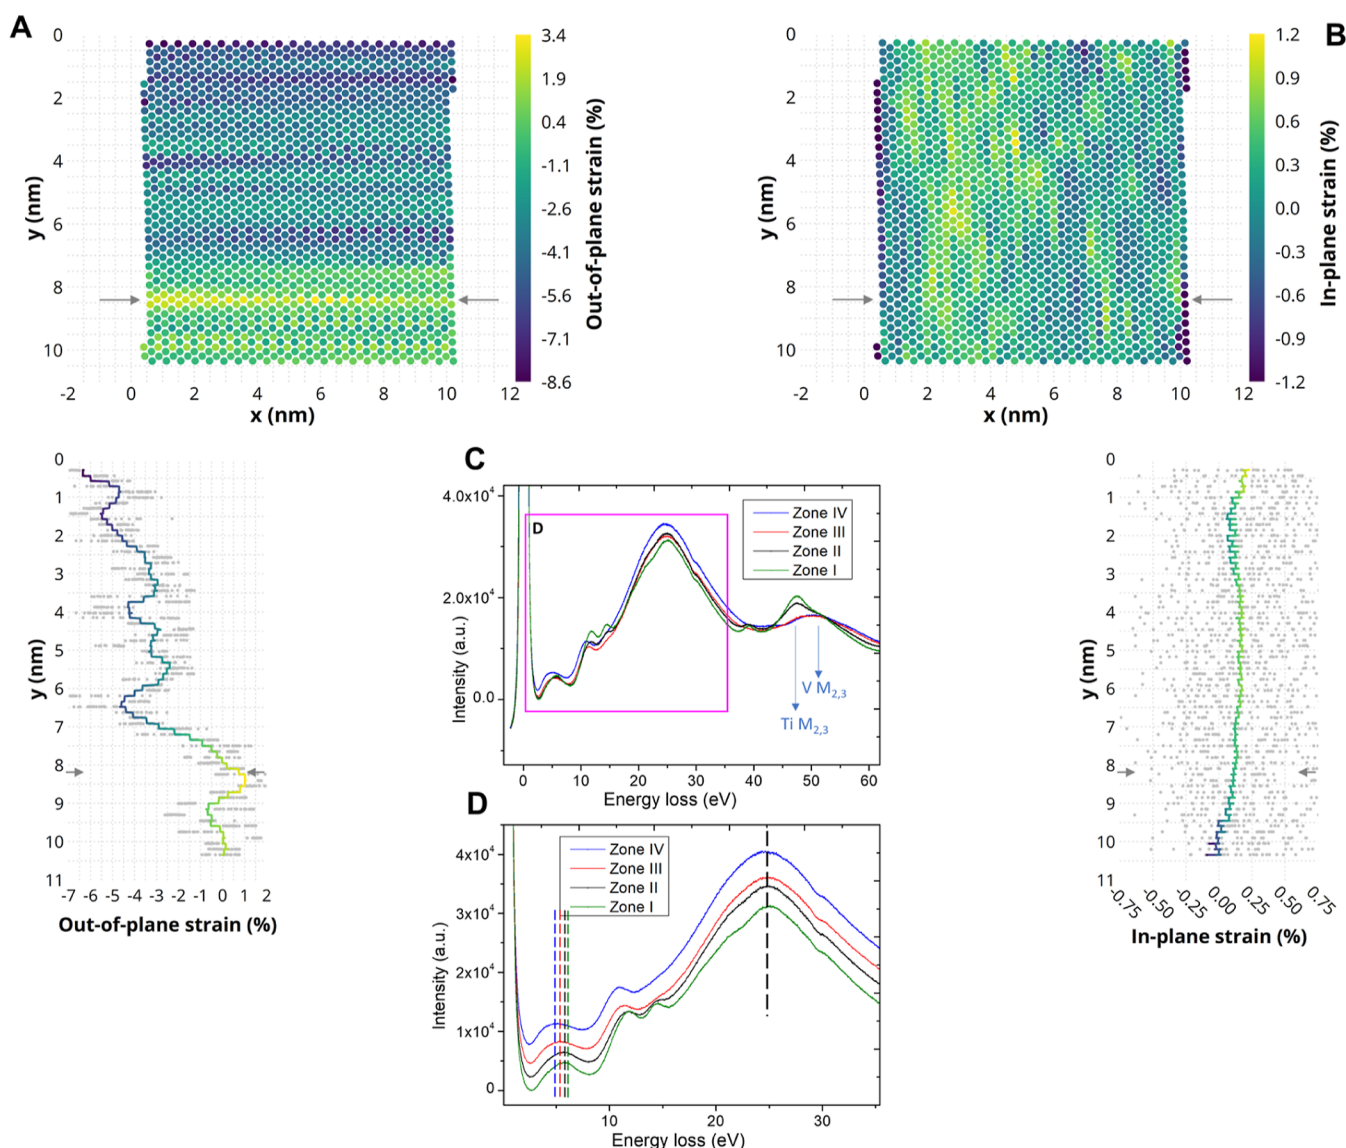 A
0
2
4
6
8
10
y (nm)
-2
0
2
4
6
8
10
12
x (nm)
3.4
1.9
0.4
-1.1
-2.6
-4.1
-5.6
-7.1
-8.6
Out-of-plane strain (%)
B
0
2
4
6
8
10
y (nm)
-2
0
2
4
6
8
10
12
x (nm)
1.2
0.9
0.6
0.3
0.0
-0.3
-0.6
-0.9
-1.2
In-plane strain (%)
0
1
2
3
4
5
6
7
8
9
10
11
y (nm)
-7 -6 -5 -4 -3 -2 -1 0 1 2
Out-of-plane strain (%)
C
4.0x10⁴
2.0x10⁴
0.0
Intensity (a.u.)
D
Zone IV
Zone III
Zone II
Zone I
V M2,3
Ti M2,3
0 10 20 30 40 50 60
Energy loss (eV)
D
4x10⁴
3x10⁴
2x10⁴
1x10⁴
0
Intensity (a.u.)
Zone IV
Zone III
Zone II
Zone I
10 20 30
Energy loss (eV)
0
1
2
3
4
5
6
7
8
9
10
11
y (nm)
-0.75 -0.50 -0.25 0.00 0.25 0.50 0.75
In-plane strain (%)